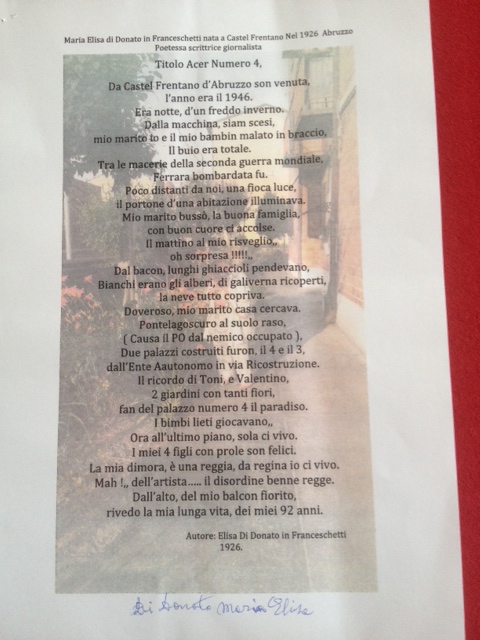 Maria Elisa di Donato in Franceschetti nata a Castel Frentano Nel 1926 Abruzzo
Poetessa scrittrice giornalista
Titolo Acer Numero 4,
Da Castel Frentano d'Abruzzo son venuta,
l'anno era il 1946.
Era notte, d'un freddo inverno.
Dalla macchina, siam scesi,
mio marito io e il mio bambin malato in braccio,
Il buio era totale.
Tra le macerie della seconda guerra mondiale,
Ferrara bombardata fu.
Poco distanti da noi, una fioca luce,
il portone d'una abitazione illuminava.
Mio marito bussò, la buona famiglia,
con buon cuore ci accolse.
Il mattino al mio risveglio,,
oh sorpresa !!!!!,,
Dal bacon, lunghi ghiaccioli pendevano,
Bianchi erano gli alberi, di galiverna ricoperti,
la neve tutto copriva.
Doveroso, mio marito casa cercava.
Pontelagoscuro al suolo raso,
( Causa il PO dal nemico occupato ),
Due palazzi costruiti furon, il 4 e il 3,
dall'Ente Aautonomo in via Ricostruzione.
Il ricordo di Toni, e Valentino,
2 giardini con tanti fiori,
fan del palazzo numero 4 il paradiso.
I bimbi lieti giocavano,,
Ora all'ultimo piano, sola ci vivo.
I miei 4 figli con prole son felici.
La mia dimora, è una reggia, da regina io ci vivo.
Mah !,, dell'artista..... il disordine benne regge.
Dall'alto, del mio balcon fiorito,
rivedo la mia lunga vita, dei miei 92 anni.
Autore: Elisa Di Donato in Franceschetti
1926.
Di Donato Maria Elisa